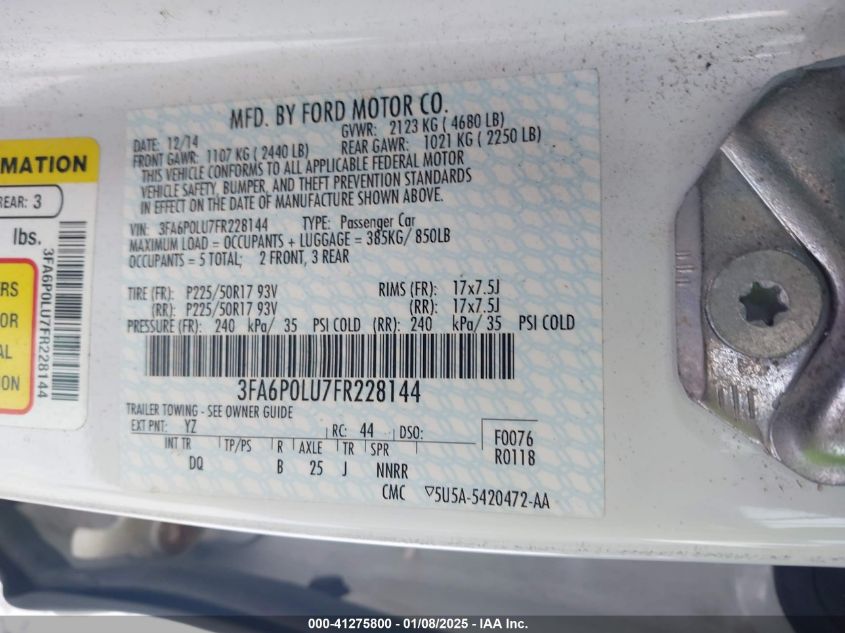 MFD. BY FORD MOTOR CO.
DATE: 12/14 GVWR: 2123 KG ( 4680 LB)
FRONT GAWR: 1107 KG ( 2440 LB) REAR GAWR: 1021 KG ( 2250 LB)
THIS VEHICLE CONFORMS TO ALL APPLICABLE FEDERAL MOTOR
VEHICLE SAFETY, BUMPER, AND THEFT PREVENTION STANDARDS
IN EFFECT ON THE DATE OF MANUFACTURE SHOWN ABOVE.
VIN: 3FA6P0LU7FR228144 TYPE: Passenger Car
MAXIMUM LOAD = OCCUPANTS + LUGGAGE = 385KG/ 850LB
OCCUPANTS = 5 TOTAL; 2 FRONT, 3 REAR
TIRE (FR): P225/50R17 93V RIMS (FR): 17x7.5J
(RR): P225/50R17 93V (RR): 17x7.5J
PRESSURE (FR): 240 kPa/ 35 PSI COLD (RR): 240 kPa/ 35 PSI COLD
3FA6P0LU7FR228144
TRAILER TOWING - SEE OWNER GUIDE
EXT PNT: YZ RC: 44 DSO:
INT TR TP/PS R AXLE TR SPR
DQ B 25 J NNRR
F0076
R0118
CMC ▽5U5A-5420472-AA
MATION
REAR: 3
lbs.
ERS
OR
AL
ON
3FA6P0LU7FR228144
000-41275800 - 01/08/2025 - IAA Inc.